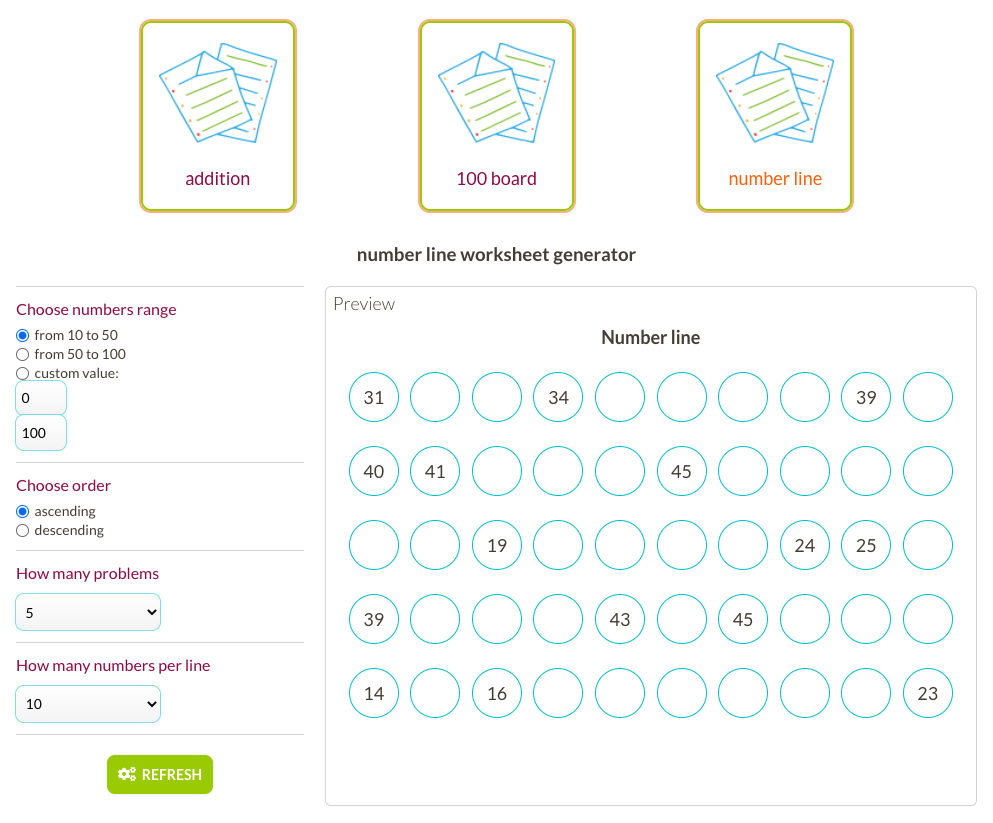 addition
100 board
number line
number line worksheet generator
Choose numbers range
from 10 to 50
from 50 to 100
custom value:
0
100
Choose order
ascending
descending
How many problems
5
How many numbers per line
10
REFRESH
Preview
Number line
31 34 39
40 41 45
19 24 25
39 43 45
14 16 23